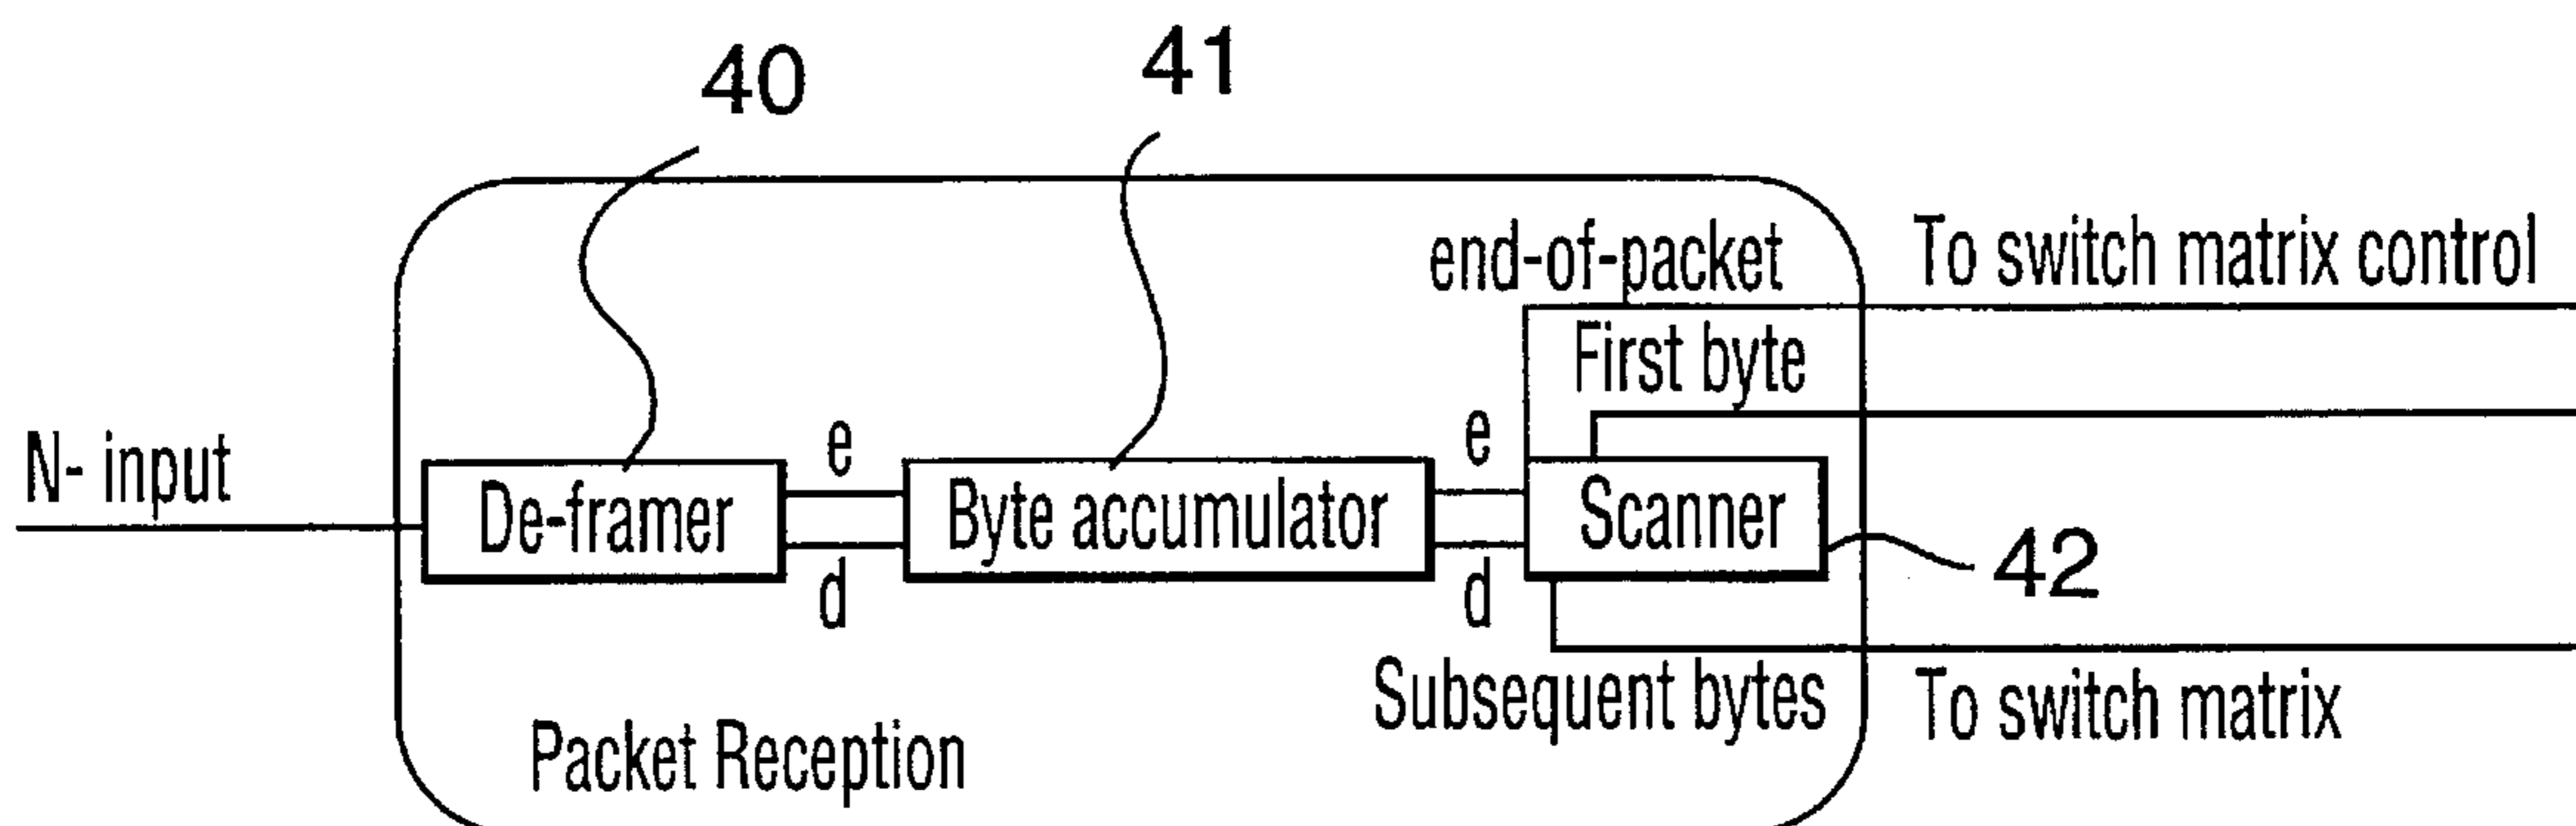 40
41
end-of-packet
To switch matrix control
First byte
N- input
e
e
De-framer
Byte accumulator
Scanner
42
d
d
Subsequent bytes
To switch matrix
Packet Reception